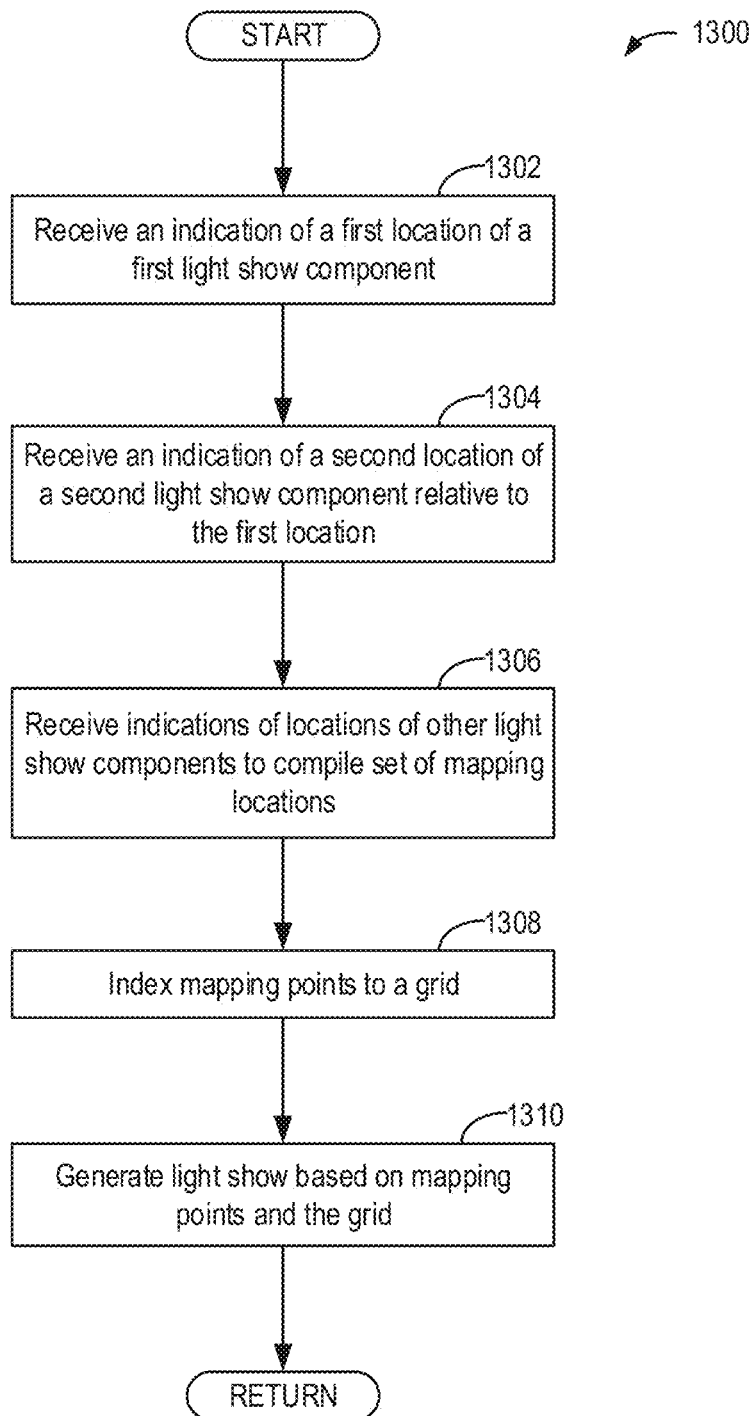 START
1300
1302
Receive an indication of a first location of a
first light show component
1304
Receive an indication of a second location of
a second light show component relative to
the first location
1306
Receive indications of locations of other light
show components to compile set of mapping
locations
1308
Index mapping points to a grid
1310
Generate light show based on mapping
points and the grid
RETURN